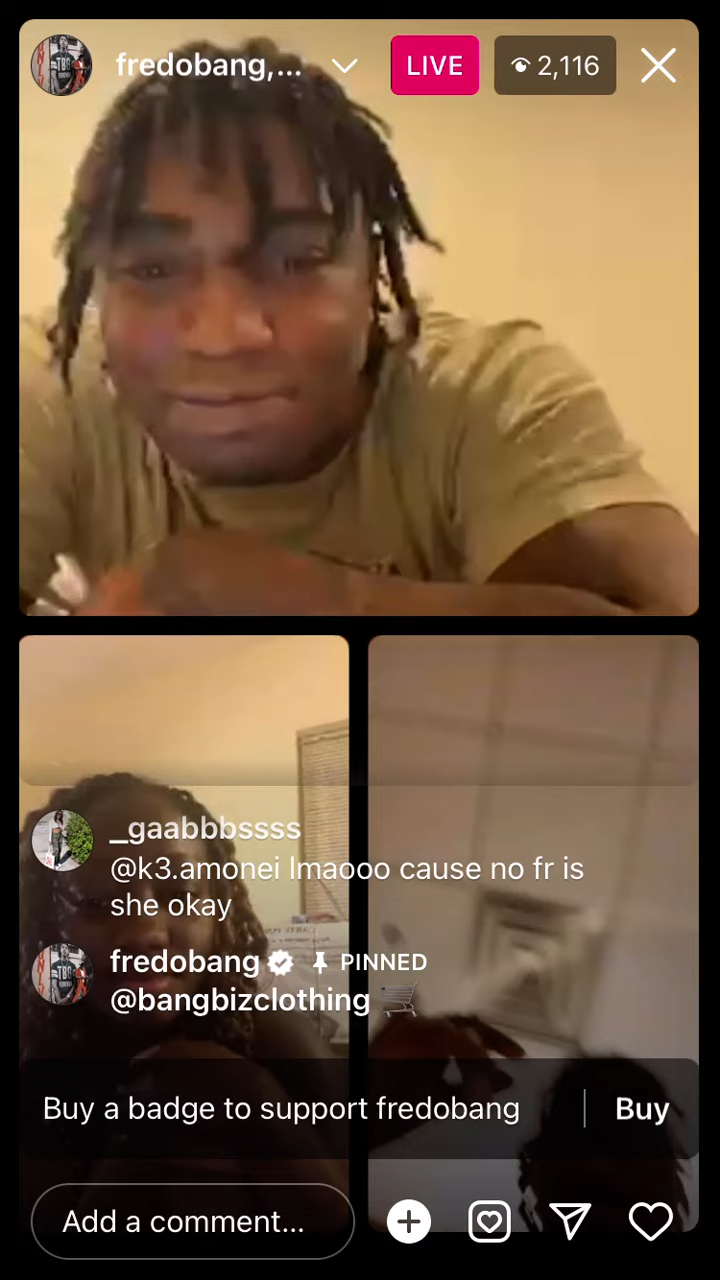 fredobang,...
LIVE
2,116
_gaabbbssss
@k3.amonei lmaooo cause no fr is
she okay
fredobang PINNED
@bangbizclothing 🛒
Buy a badge to support fredobang
Buy
Add a comment...